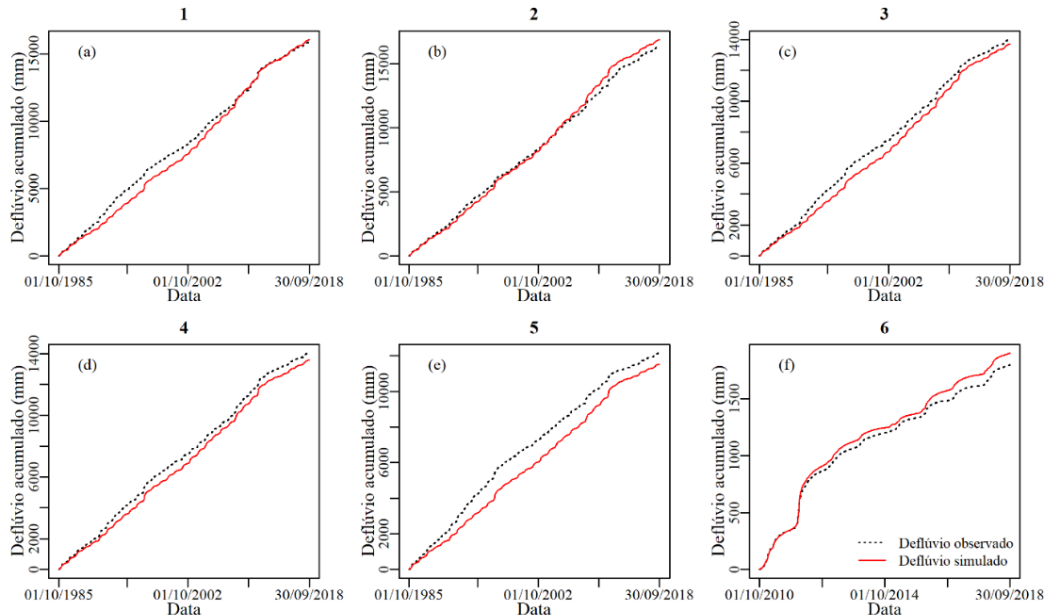 1
(a)
Deflúvio acumulado (mm)
0
5000
10000
15000
01/10/1985
01/10/2002
30/09/2018
Data
2
(b)
Deflúvio acumulado (mm)
0
5000
10000
15000
01/10/1985
01/10/2002
30/09/2018
Data
3
(c)
Deflúvio acumulado (mm)
0
2000
6000
10000
14000
01/10/1985
01/10/2002
30/09/2018
Data
4
(d)
Deflúvio acumulado (mm)
0
2000
6000
10000
14000
01/10/1985
01/10/2002
30/09/2018
Data
5
(e)
Deflúvio acumulado (mm)
0
2000
6000
10000
01/10/1985
01/10/2002
30/09/2018
Data
6
(f)
Deflúvio acumulado (mm)
0
500
1000
1500
Deflúvio observado
Deflúvio simulado
01/10/2010
01/10/2014
30/09/2018
Data